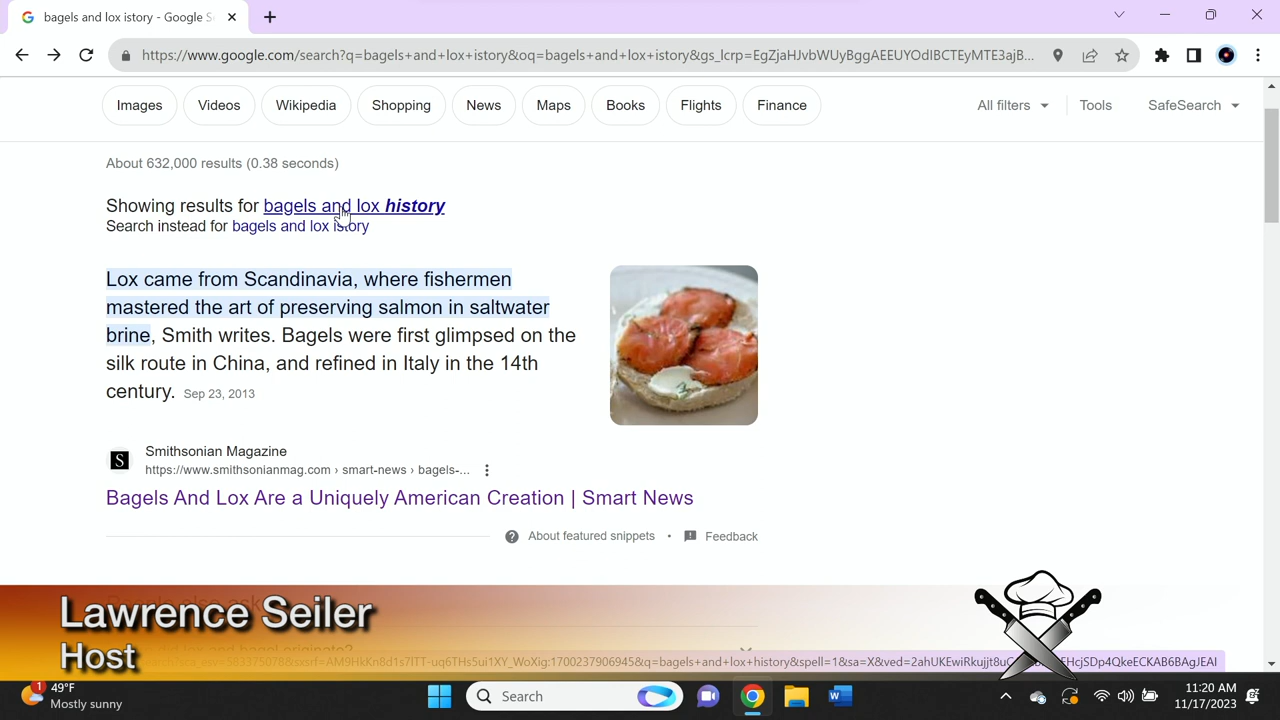 bagels and lox istory - Google S
https://www.google.com/search?q=bagels+and+lox+istory&oq=bagels+and+lox+istory&gs_lcrp=EgZjaHJvbWUyBggAEEUYOdIBCTEyMTE3ajB...
Images Videos Wikipedia Shopping News Maps Books Flights Finance All filters Tools SafeSearch
About 632,000 results (0.38 seconds)
Showing results for bagels and lox history
Search instead for bagels and lox istory
Lox came from Scandinavia, where fishermen
mastered the art of preserving salmon in saltwater
brine, Smith writes. Bagels were first glimpsed on the
silk route in China, and refined in Italy in the 14th
century. Sep 23, 2013
S Smithsonian Magazine
https://www.smithsonianmag.com › smart-news › bagels-...
Bagels And Lox Are a Uniquely American Creation | Smart News
About featured snippets • Feedback
People also ask
Lawrence Seiler
Host
1 49°F
Mostly sunny
Search
11:20 AM
11/17/2023